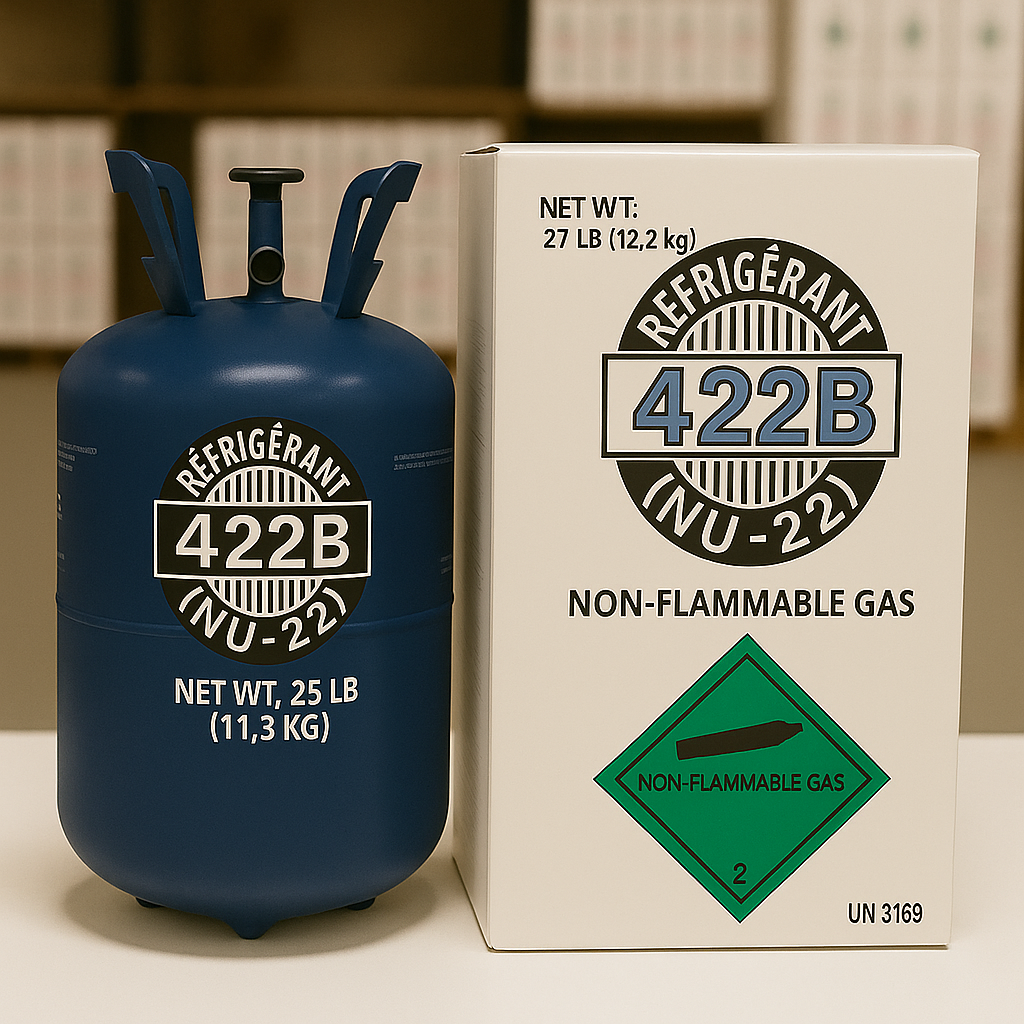 RÉFRIGÊRANT
422B
(NU-22)
NET WT, 25 LB
(11,3 KG)
NET WT:
27 LB (12,2 kg)
REFRIGÊRANT
422B
(NU-22)
NON-FLAMMABLE GAS
NON-FLAMMABLE GAS
2
UN 3169